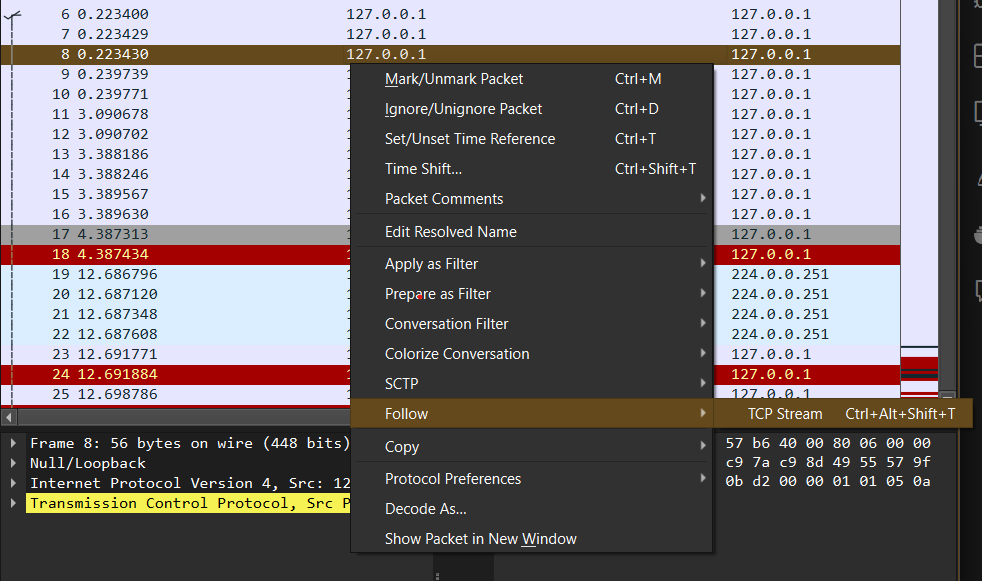 6 0.223400 127.0.0.1 127.0.0.1
7 0.223429 127.0.0.1 127.0.0.1
8 0.223430 127.0.0.1 127.0.0.1
9 0.239739 127.0.0.1
10 0.239771 127.0.0.1
11 3.090678 127.0.0.1
12 3.090702 127.0.0.1
13 3.388186 127.0.0.1
14 3.388246 127.0.0.1
15 3.389567 127.0.0.1
16 3.389630 127.0.0.1
17 4.387313 127.0.0.1
18 4.387434 127.0.0.1
19 12.686796 224.0.0.251
20 12.687120 224.0.0.251
21 12.687348 224.0.0.251
22 12.687608 224.0.0.251
23 12.691771 127.0.0.1
24 12.691884 127.0.0.1
25 12.698786 127.0.0.1
Mark/Unmark Packet Ctrl+M
Ignore/Unignore Packet Ctrl+D
Set/Unset Time Reference Ctrl+T
Time Shift... Ctrl+Shift+T
Packet Comments
Edit Resolved Name
Apply as Filter
Prepare as Filter
Conversation Filter
Colorize Conversation
SCTP
Follow
TCP Stream Ctrl+Alt+Shift+T
Copy
Protocol Preferences
Decode As...
Show Packet in New Window
Frame 8: 56 bytes on wire (448 bits)
Null/Loopback
Internet Protocol Version 4, Src: 12
Transmission Control Protocol, Src P
57 b6 40 00 80 06 00 00
c9 7a c9 8d 49 55 57 9f
0b d2 00 00 01 01 05 0a